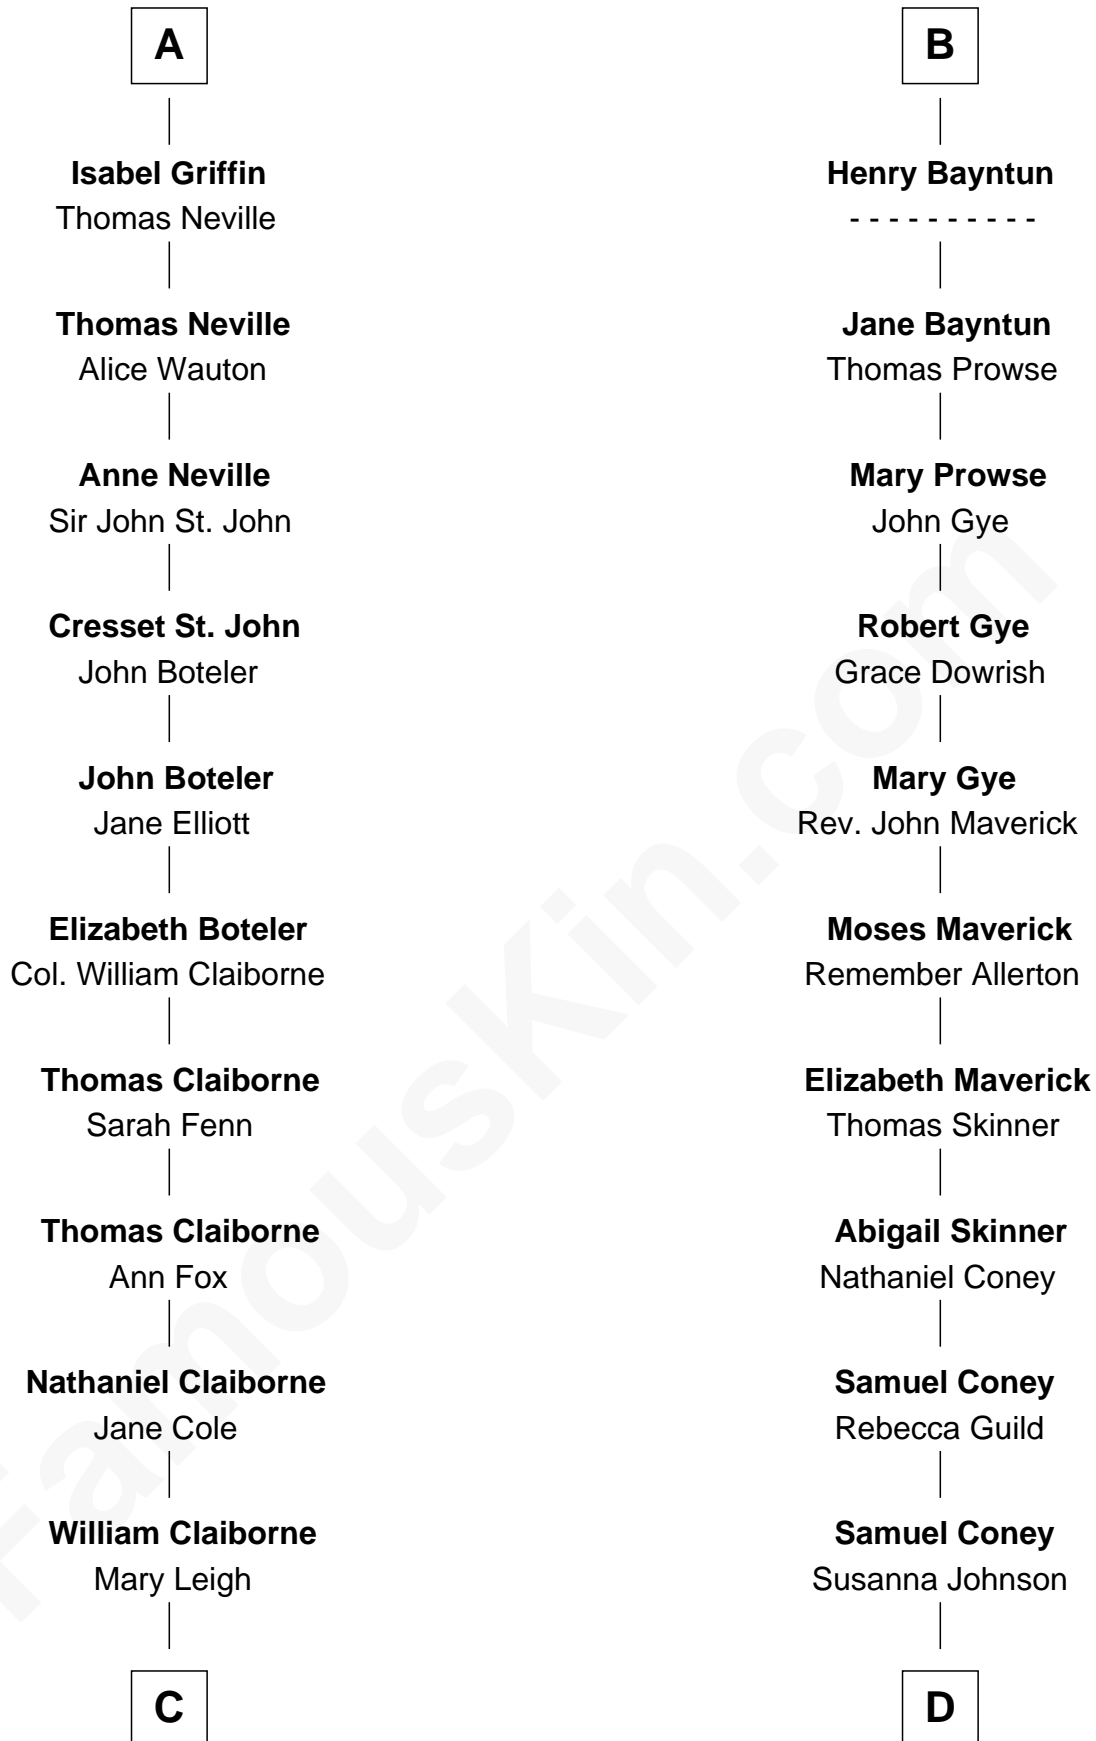 A
Isabel Griffin
Thomas Neville
Thomas Neville
Alice Wauton
Anne Neville
Sir John St. John
Cresset St. John
John Boteler
John Boteler
Jane Elliott
Elizabeth Boteler
Col. William Claiborne
Thomas Claiborne
Sarah Fenn
Thomas Claiborne
Ann Fox
Nathaniel Claiborne
Jane Cole
William Claiborne
Mary Leigh
C
B
Henry Bayntun
- - - - - - - - - -
Jane Bayntun
Thomas Prowse
Mary Prowse
John Gye
Robert Gye
Grace Dowrish
Mary Gye
Rev. John Maverick
Moses Maverick
Remember Allerton
Elizabeth Maverick
Thomas Skinner
Abigail Skinner
Nathaniel Coney
Samuel Coney
Rebecca Guild
Samuel Coney
Susanna Johnson
D
FamousKin.com